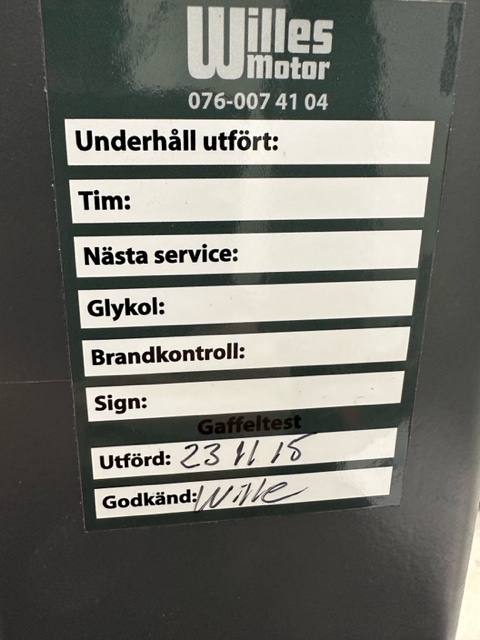 Willes
Motor
076-007 41 04
Underhåll utfört:
Tim:
Nästa service:
Glykol:
Brandkontroll:
Sign:
Gaffeltest
Utförd: 23 11 15
Godkänd: Wille